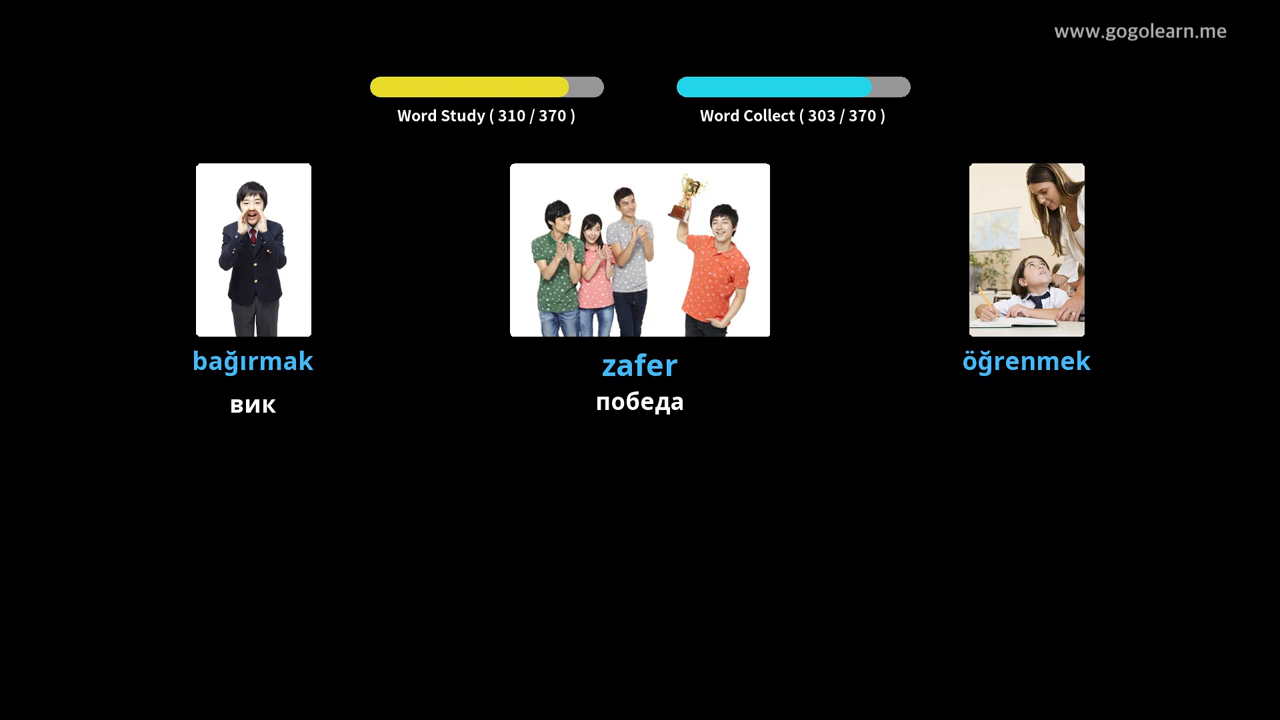 www.gogolearn.me
Word Study ( 310 / 370 )
Word Collect ( 303 / 370 )
bağırmak
вик
zafer
победа
öğrenmek